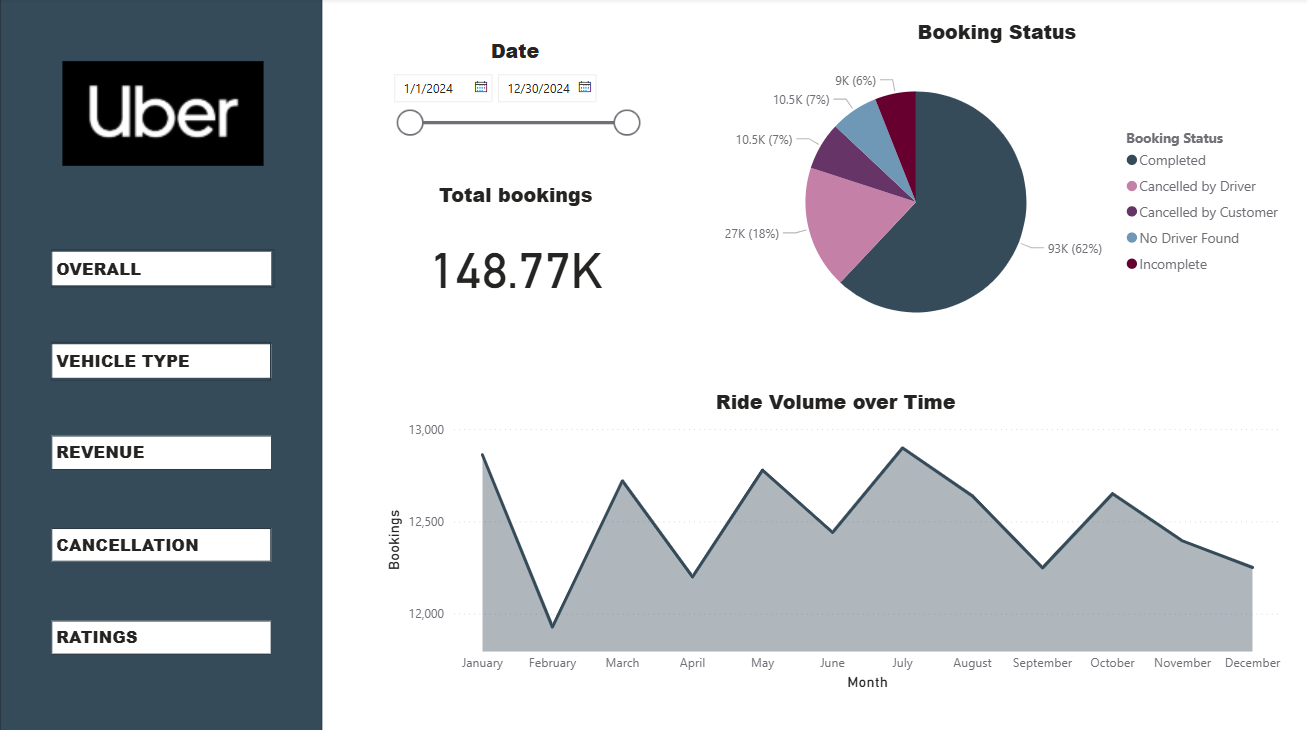 Uber
OVERALL
VEHICLE TYPE
REVENUE
CANCELLATION
RATINGS
Date
1/1/2024
12/30/2024
Total bookings
148.77K
Booking Status
9K (6%)
10.5K (7%)
10.5K (7%)
27K (18%)
93K (62%)
Booking Status
Completed
Cancelled by Driver
Cancelled by Customer
No Driver Found
Incomplete
Ride Volume over Time
13,000
12,500
12,000
Bookings
January February March April May June July August September October November December
Month